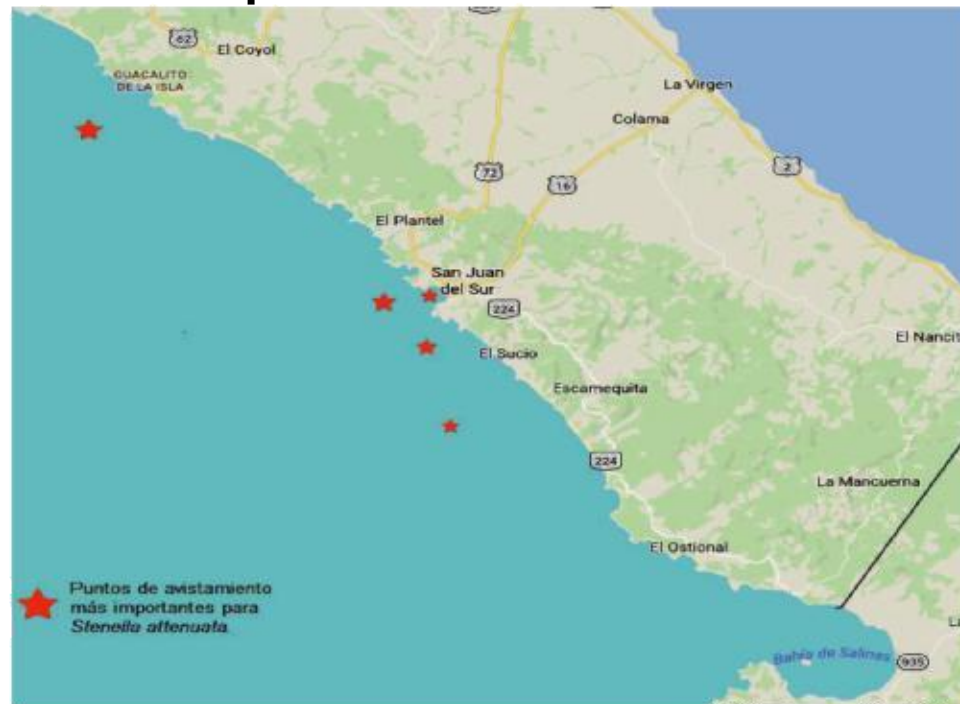 62
El Coyol
GUACALITO
DE LA ISLA
La Virgen
Colama
2
72
16
El Plantel
San Juan
del Sur
224
El Sucio
El Nancit
Escamequita
224
La Mancuerna
El Ostional
Puntos de avistamiento
más importantes para
Stenella attenuata.
Bahía de Salinas
935